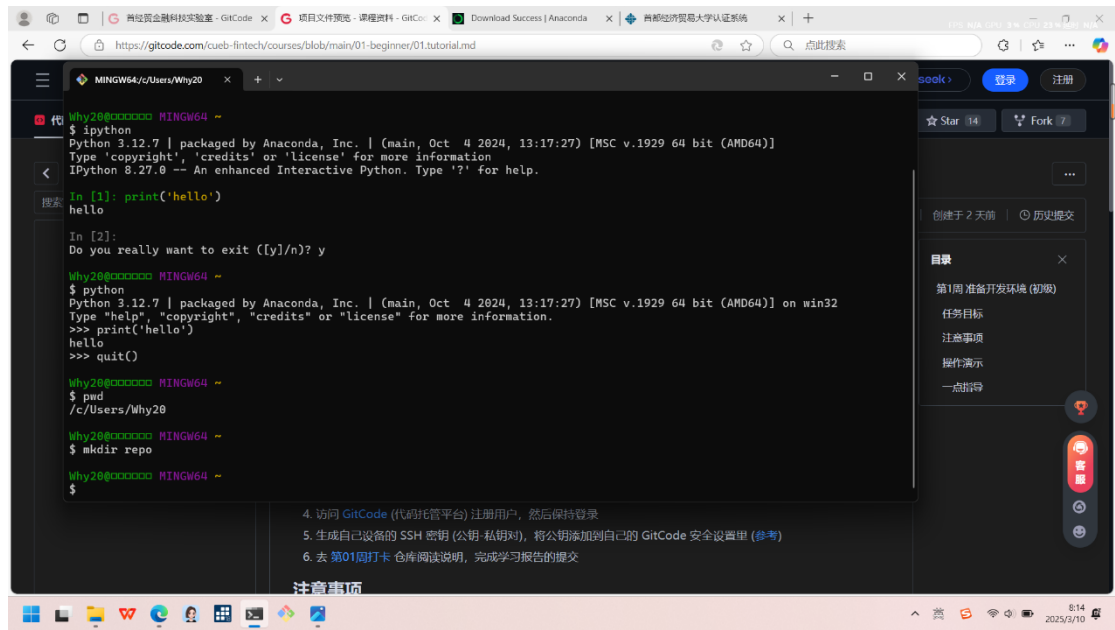 首经贸金融科技实验室 - GitCode
项目文件预览 - 课程资料 - GitCo
Download Success | Anaconda
首都经济贸易大学认证系统
https://gitcode.com/cueb-fintech/courses/blob/main/01-beginner/01.tutorial.md
点此搜索
MINGW64:/c/Users/Why20
seek
登录
注册
代
Star 14
Fork 7
搜索
创建于 2 天前
历史提交
目录
第1周 准备开发环境 (初级)
任务目标
注意事项
操作演示
一点指导
Why20@□□□□□□ MINGW64 ~
$ ipython
Python 3.12.7 | packaged by Anaconda, Inc. | (main, Oct  4 2024, 13:17:27) [MSC v.1929 64 bit (AMD64)]
Type 'copyright', 'credits' or 'license' for more information
IPython 8.27.0 -- An enhanced Interactive Python. Type '?' for help.
In [1]: print('hello')
hello
In [2]:
Do you really want to exit ([y]/n)? y
Why20@□□□□□□ MINGW64 ~
$ python
Python 3.12.7 | packaged by Anaconda, Inc. | (main, Oct  4 2024, 13:17:27) [MSC v.1929 64 bit (AMD64)] on win32
Type "help", "copyright", "credits" or "license" for more information.
>>> print('hello')
hello
>>> quit()
Why20@□□□□□□ MINGW64 ~
$ pwd
/c/Users/Why20
Why20@□□□□□□ MINGW64 ~
$ mkdir repo
Why20@□□□□□□ MINGW64 ~
$
客服
4. 访问 GitCode (代码托管平台) 注册用户，然后保持登录
5. 生成自己设备的 SSH 密钥 (公钥-私钥对)，将公钥添加到自己的 GitCode 安全设置里 (参考)
6. 去 第01周打卡 仓库阅读说明，完成学习报告的提交
注意事项
英
8:14
2025/3/10